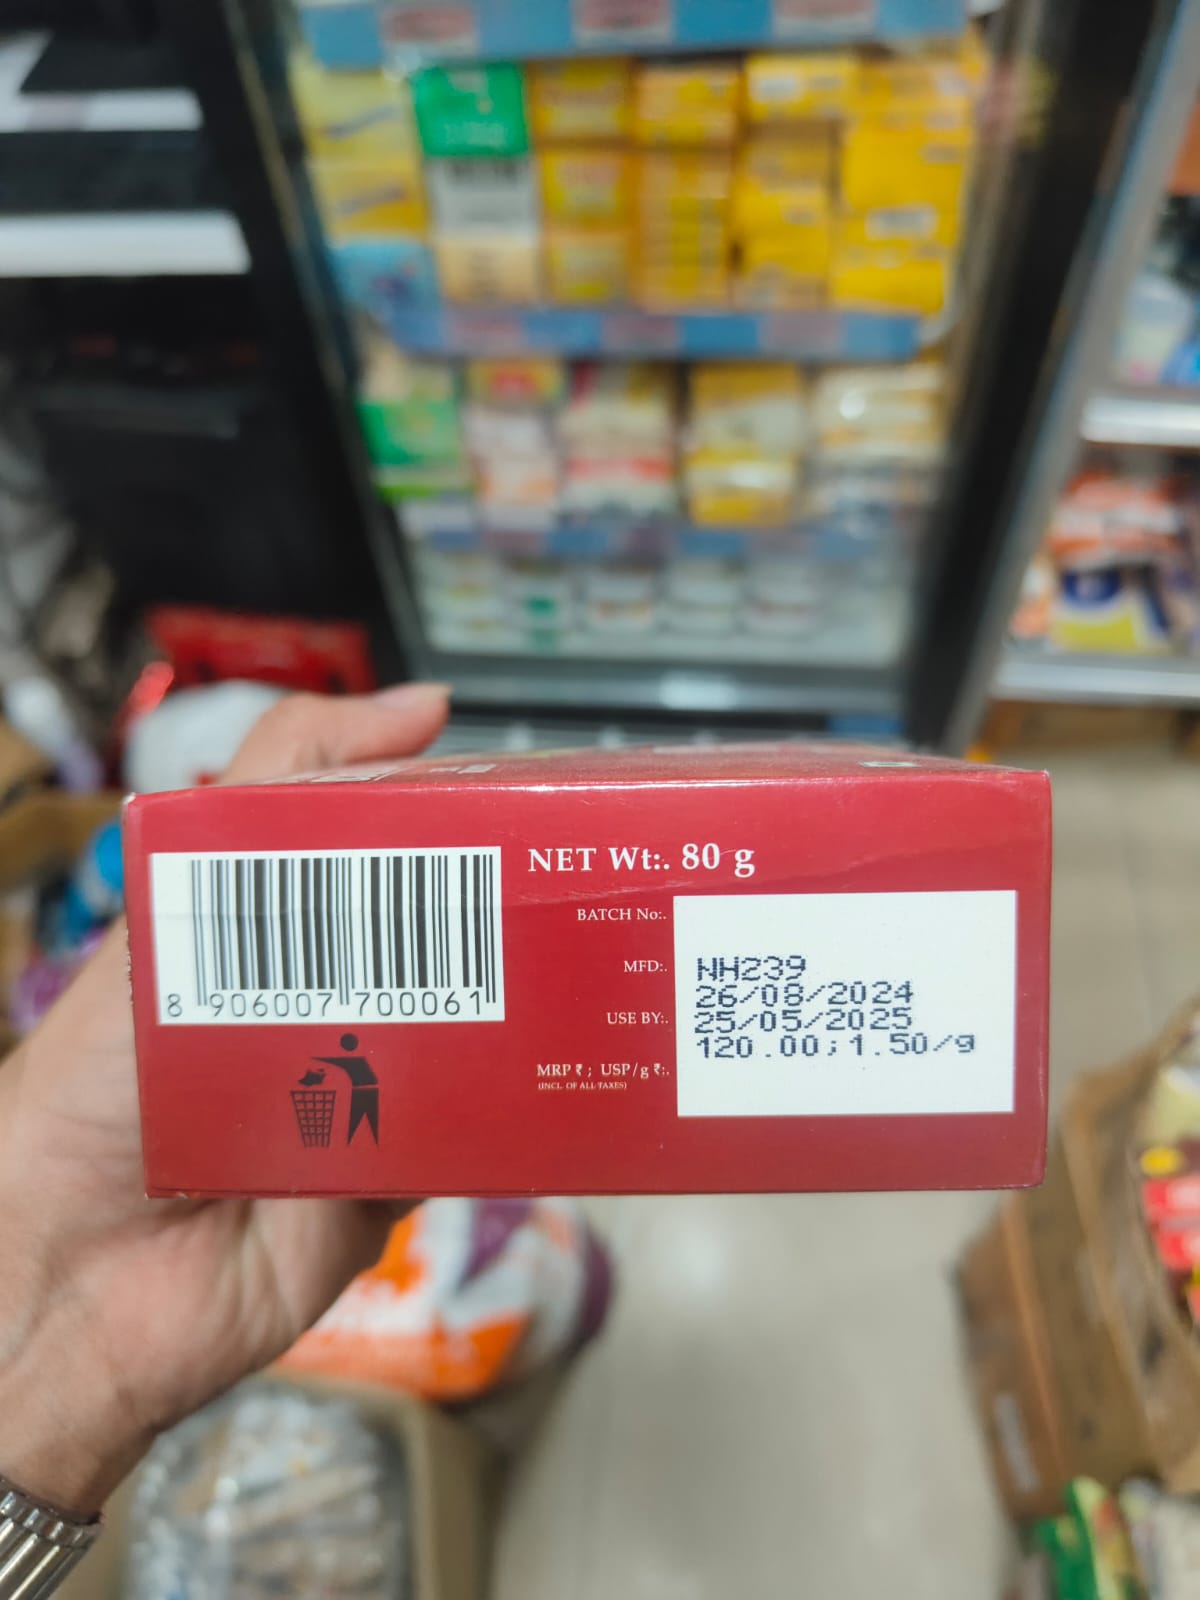 NET Wt:. 80 g
BATCH No:.
MFD:.
USE BY:.
MRP ₹ ; USP/g ₹:.
(INCL. OF ALL TAXES)
NH239
26/08/2024
25/05/2025
120.00;1.50/g
8 906007 700061